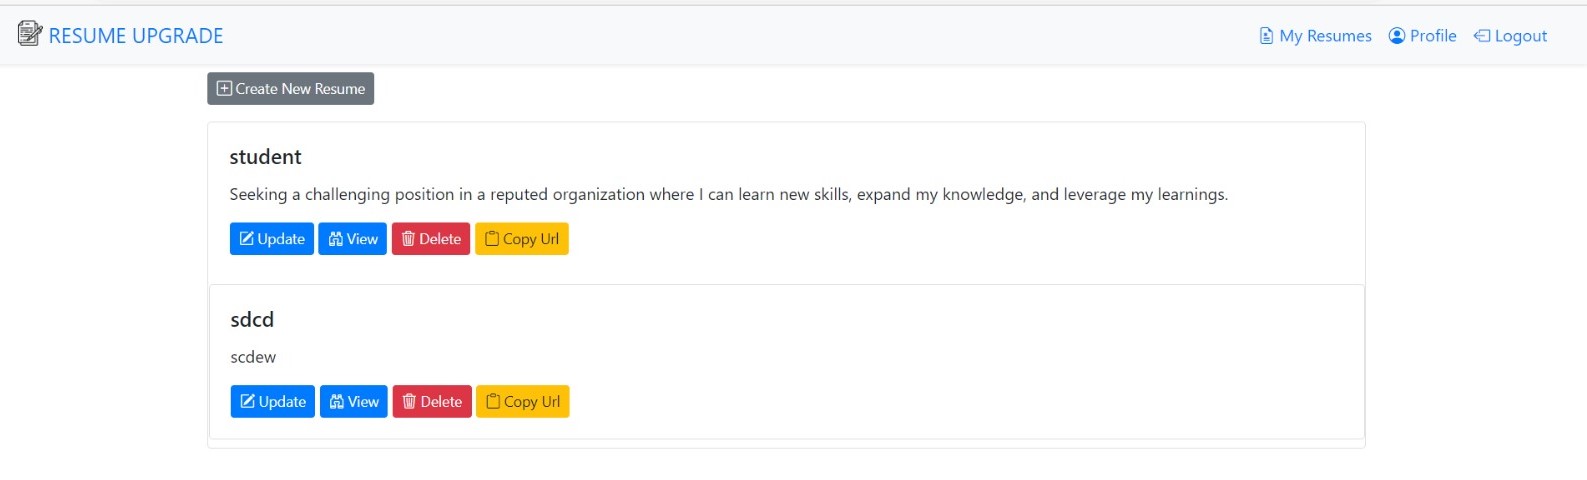 RESUME UPGRADE
My Resumes Profile Logout
Create New Resume
student
Seeking a challenging position in a reputed organization where I can learn new skills, expand my knowledge, and leverage my learnings.
Update View Delete Copy Url
sdcd
scdew
Update View Delete Copy Url